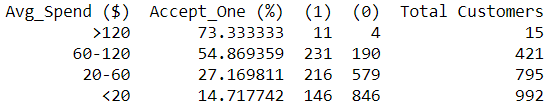 Avg_Spend ($) Accept_One (%) (1) (0) Total Customers
>120 73.333333 11 4 15
60-120 54.869359 231 190 421
20-60 27.169811 216 579 795
<20 14.717742 146 846 992